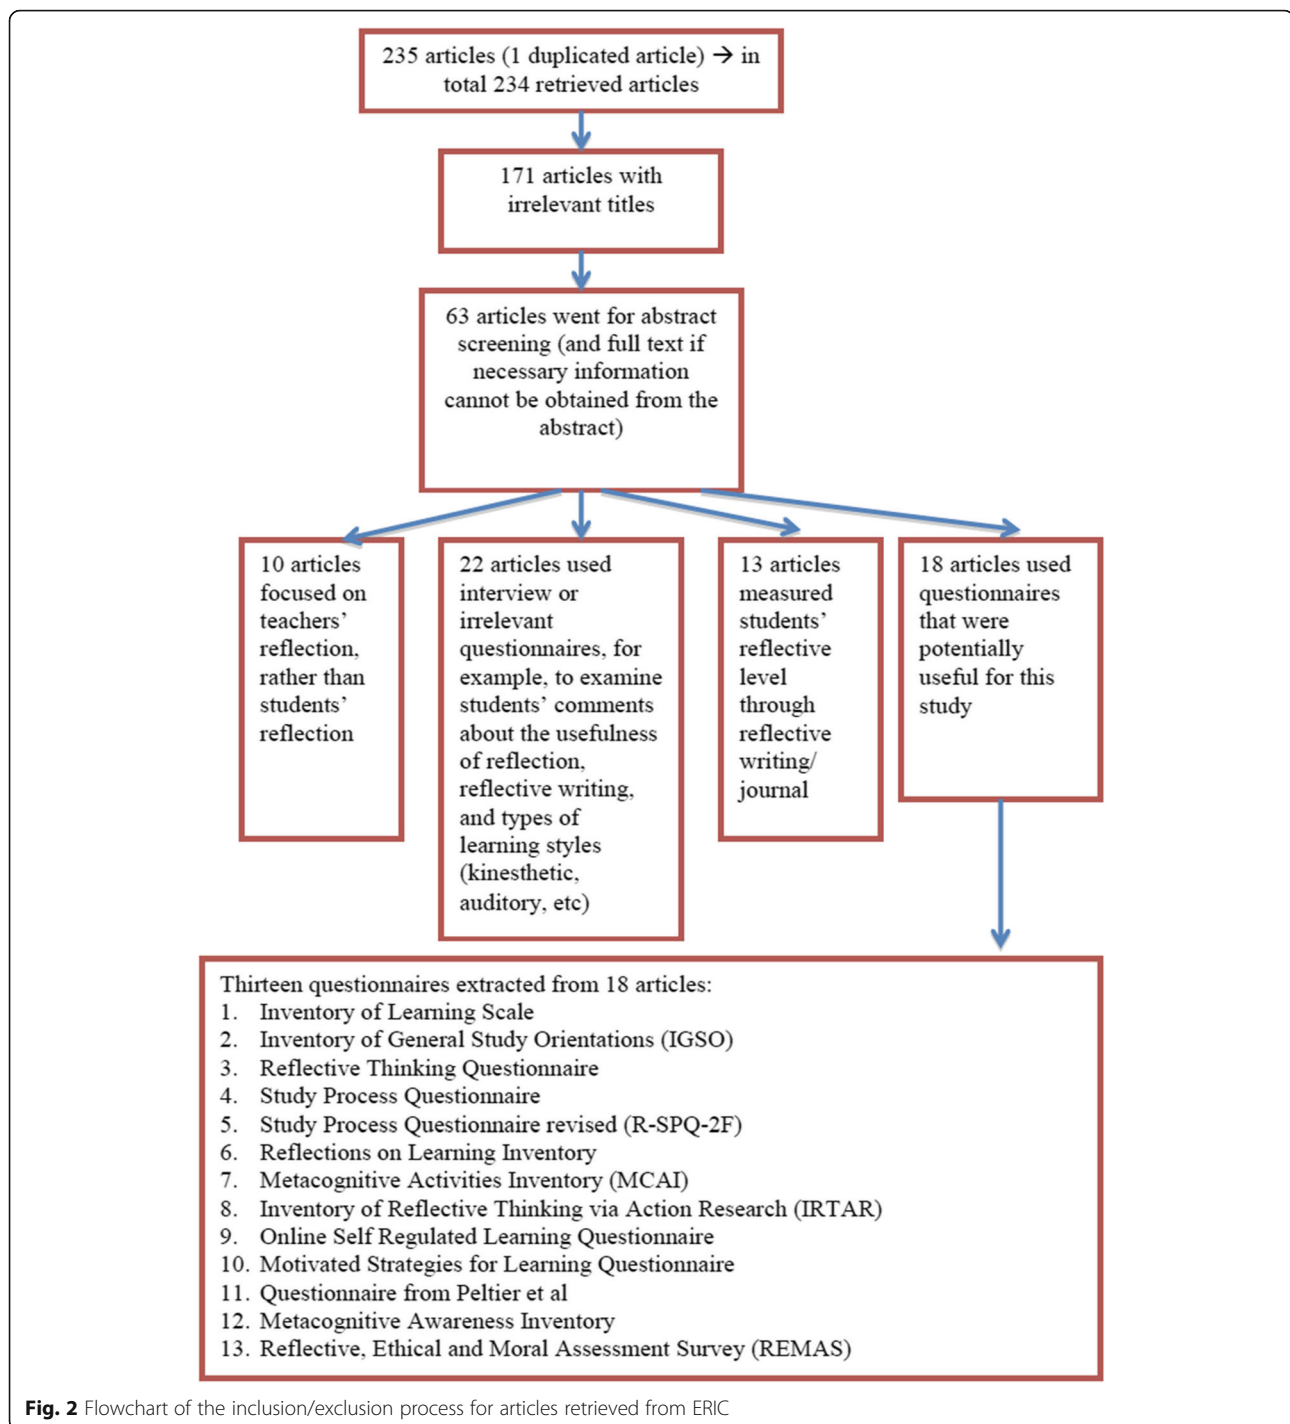 235 articles (1 duplicated article) → in
total 234 retrieved articles
171 articles with
irrelevant titles
63 articles went for abstract
screening (and full text if
necessary information
cannot be obtained from the
abstract)
10 articles
focused on
teachers’
reflection,
rather than
students’
reflection
22 articles used
interview or
irrelevant
questionnaires, for
example, to examine
students’ comments
about the usefulness
of reflection,
reflective writing,
and types of
learning styles
(kinesthetic,
auditory, etc)
13 articles
measured
students’
reflective
level
through
reflective
writing/
journal
18 articles used
questionnaires
that were
potentially
useful for this
study
Thirteen questionnaires extracted from 18 articles:
1. Inventory of Learning Scale
2. Inventory of General Study Orientations (IGSO)
3. Reflective Thinking Questionnaire
4. Study Process Questionnaire
5. Study Process Questionnaire revised (R-SPQ-2F)
6. Reflections on Learning Inventory
7. Metacognitive Activities Inventory (MCAI)
8. Inventory of Reflective Thinking via Action Research (IRTAR)
9. Online Self Regulated Learning Questionnaire
10. Motivated Strategies for Learning Questionnaire
11. Questionnaire from Peltier et al
12. Metacognitive Awareness Inventory
13. Reflective, Ethical and Moral Assessment Survey (REMAS)
Fig. 2 Flowchart of the inclusion/exclusion process for articles retrieved from ERIC